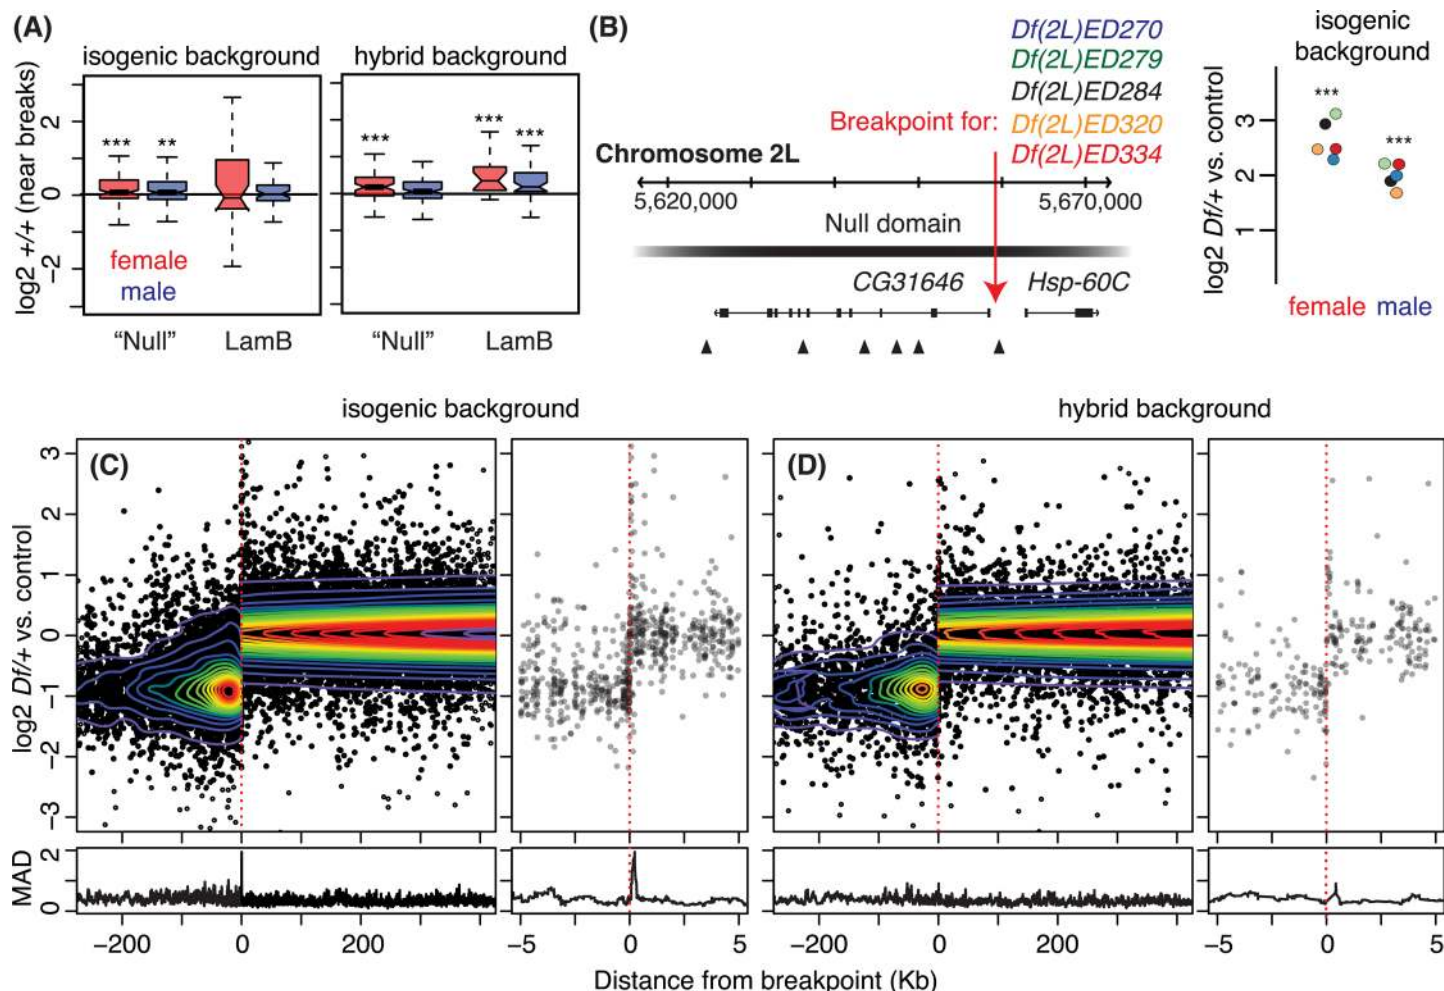 (A)
isogenic background
hybrid background
log2 +/+ (near breaks)
2
0
−2
*** **
***
*** ***
female
male
“Null” LamB
“Null” LamB
(B)
Df(2L)ED270
Df(2L)ED279
Df(2L)ED284
Breakpoint for: Df(2L)ED320
Df(2L)ED334
Chromosome 2L
5,620,000 5,670,000
Null domain
CG31646 Hsp-60C
isogenic
background
log2 Df/+ vs. control
3
2
1
***
***
female male
isogenic background
hybrid background
(C)
(D)
log2 Df/+ vs. control
3
2
1
0
−1
−2
−3
MAD
2
0
−200 0 200
−5 0 5
−200 0 200
−5 0 5
Distance from breakpoint (Kb)